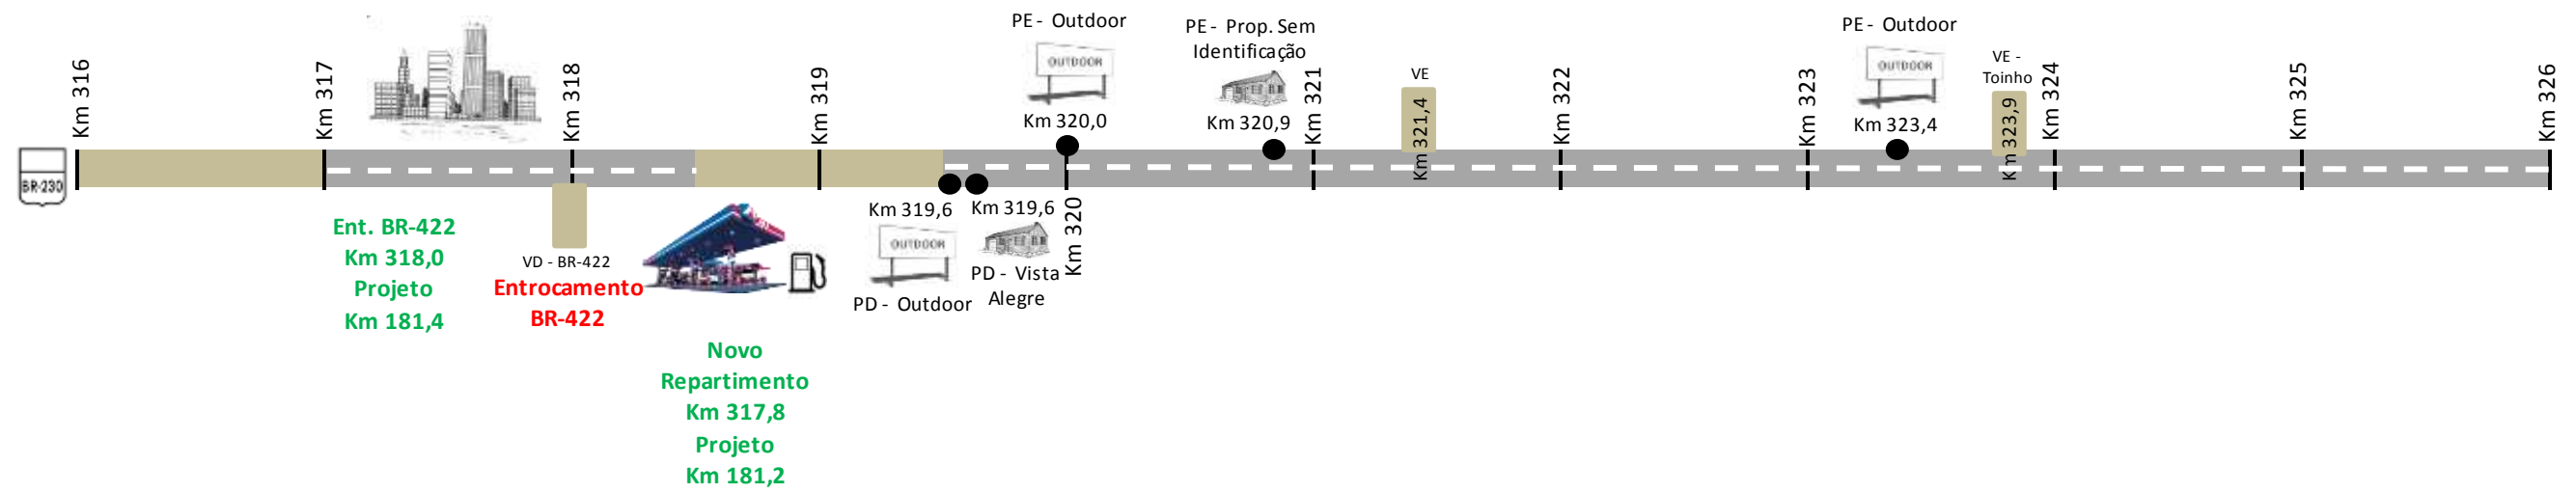 BR-230
Km 316
Km 317
Km 318
Km 319
PE - Outdoor
OUTDOOR
Km 320,0
PE - Prop. Sem
Identificação
Km 320,9
Km 321
VE
Km 321,4
Km 322
Km 323
PE - Outdoor
OUTDOOR
Km 323,4
VE -
Toinho
Km 323,9
Km 324
Km 325
Km 326
Ent. BR-422
Km 318,0
Projeto
Km 181,4
VD - BR-422
Entrocamento
BR-422
Novo
Repartimento
Km 317,8
Projeto
Km 181,2
Km 319,6
OUTDOOR
PD - Outdoor
Km 319,6
PD - Vista
Alegre
Km 320